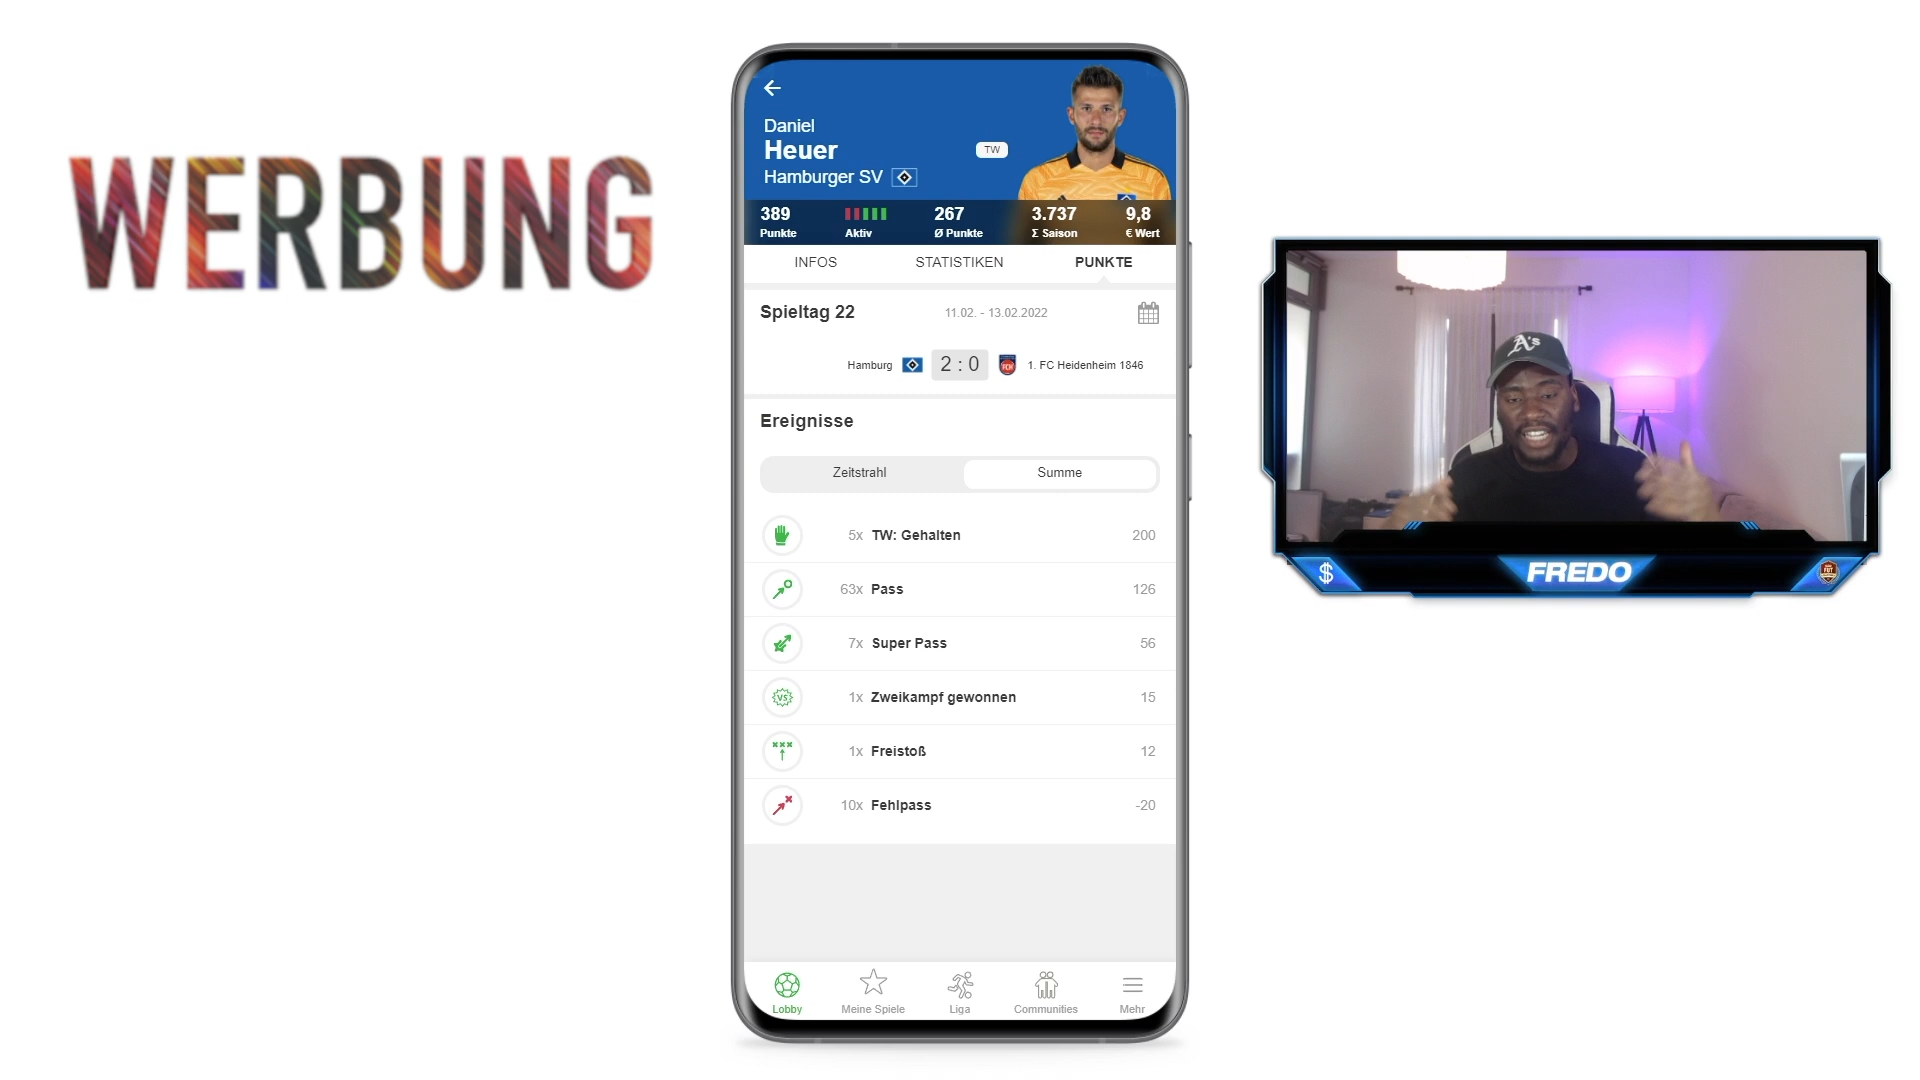 WERBUNG
Daniel
Heuer
TW
Hamburger SV
389
Punkte
Aktiv
267
Ø Punkte
3.737
Σ Saison
9,8
€ Wert
INFOS
STATISTIKEN
PUNKTE
Spieltag 22
11.02. - 13.02.2022
Hamburg 2 : 0 FCH 1. FC Heidenheim 1846
Ereignisse
Zeitstrahl
Summe
5x TW: Gehalten 200
63x Pass 126
7x Super Pass 56
VS 1x Zweikampf gewonnen 15
1x Freistoß 12
10x Fehlpass -20
Lobby
Meine Spiele
Liga
Communities
Mehr
A's
$ FREDO FUT